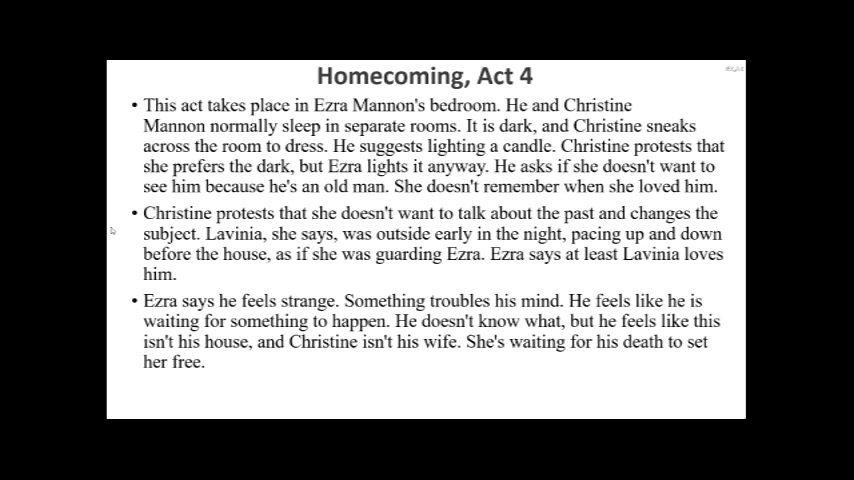 Homecoming, Act 4
• This act takes place in Ezra Mannon's bedroom. He and Christine
Mannon normally sleep in separate rooms. It is dark, and Christine sneaks
across the room to dress. He suggests lighting a candle. Christine protests that
she prefers the dark, but Ezra lights it anyway. He asks if she doesn't want to
see him because he's an old man. She doesn't remember when she loved him.
• Christine protests that she doesn't want to talk about the past and changes the
subject. Lavinia, she says, was outside early in the night, pacing up and down
before the house, as if she was guarding Ezra. Ezra says at least Lavinia loves
him.
• Ezra says he feels strange. Something troubles his mind. He feels like he is
waiting for something to happen. He doesn't know what, but he feels like this
isn't his house, and Christine isn't his wife. She's waiting for his death to set
her free.